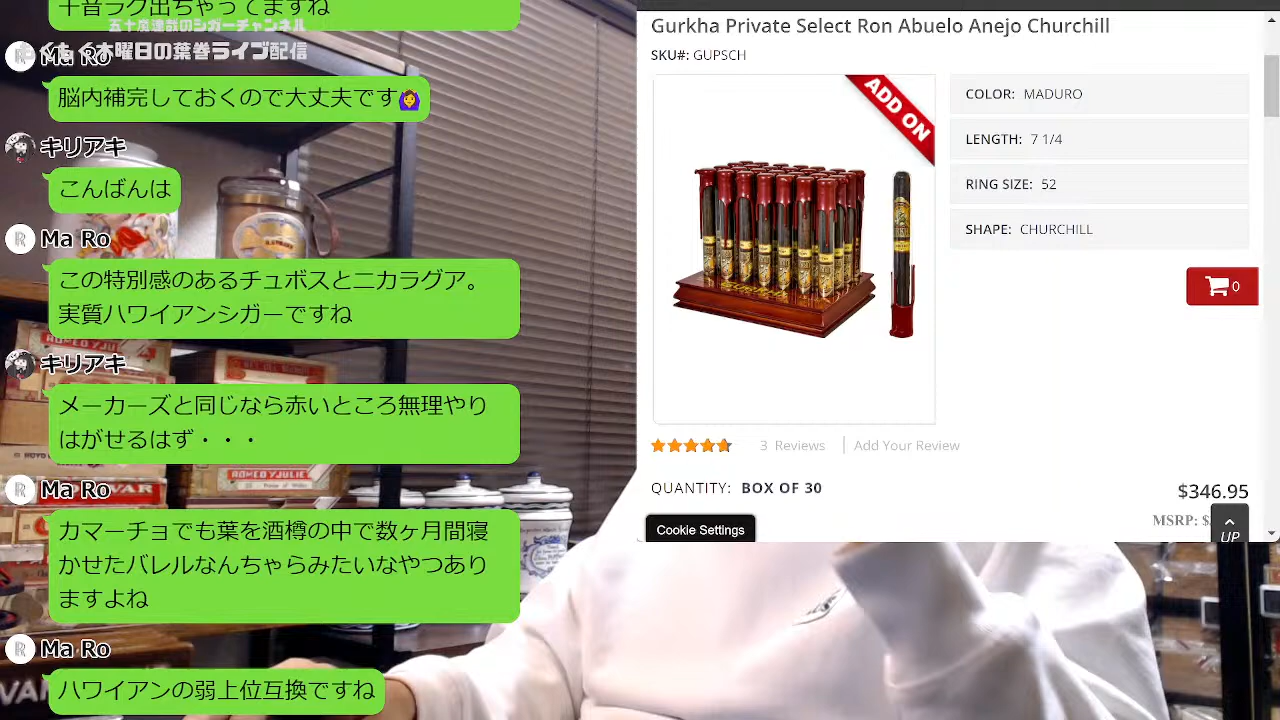 干音ラグ出ちゃってますね
五十嵐達哉のシガーチャンネル
木曜日の葉巻ライブ配信
Ma Ro
脳内補完しておくので大丈夫です🙆‍♀️
キリアキ
こんばんは
Ma Ro
この特別感のあるチュボスとニカラグア。
実質ハワイアンシガーですね
キリアキ
メーカーズと同じなら赤いところ無理やり
はがせるはず・・・
Ma Ro
カマーチョでも葉を酒樽の中で数ヶ月間寝
かせたバレルなんちゃらみたいなやつあり
ますよね
Ma Ro
ハワイアンの弱上位互換ですね
ROMEO Y JULIE
Gurkha Private Select Ron Abuelo Anejo Churchill
SKU#: GUPSCH
ADD ON
COLOR: MADURO
LENGTH: 7 1/4
RING SIZE: 52
SHAPE: CHURCHILL
0
3 Reviews
Add Your Review
QUANTITY: BOX OF 30
$346.95
MSRP: $
Cookie Settings
UP